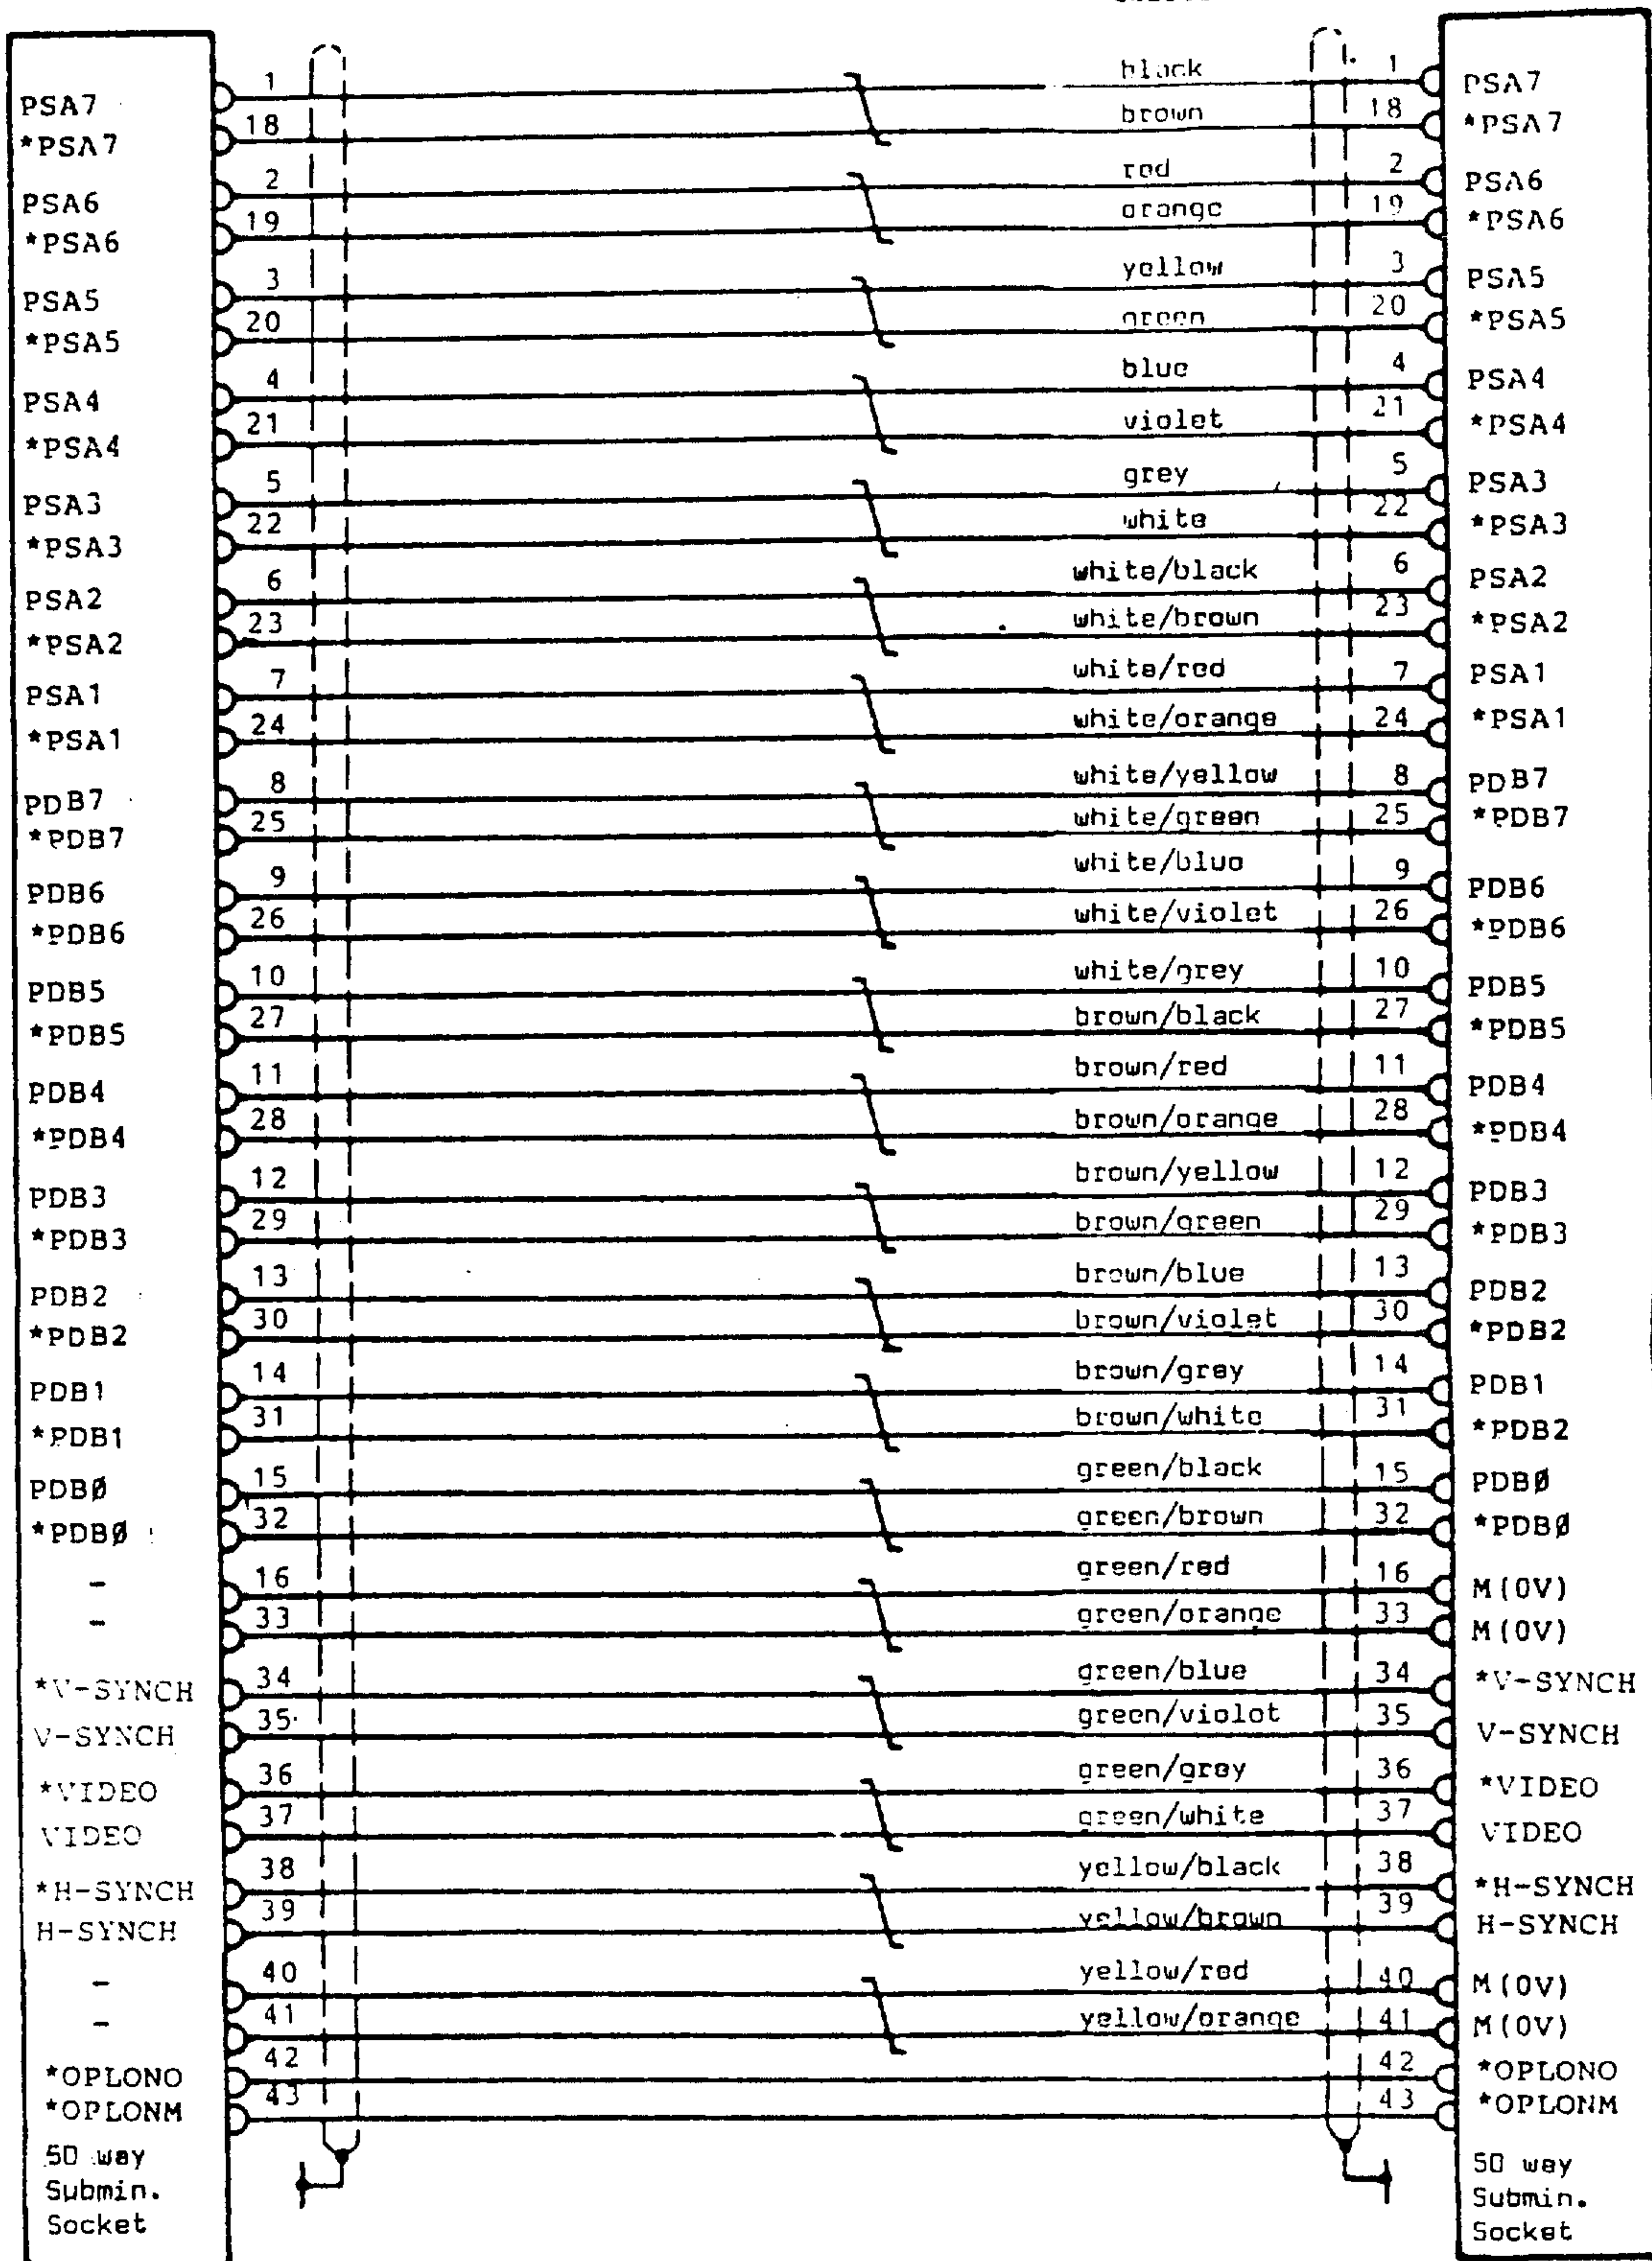 PSA7 1 black 1 PSA7
*PSA7 18 brown 18 *PSA7
PSA6 2 red 2 PSA6
*PSA6 19 orange 19 *PSA6
PSA5 3 yellow 3 PSA5
*PSA5 20 green 20 *PSA5
PSA4 4 blue 4 PSA4
*PSA4 21 violet 21 *PSA4
PSA3 5 grey 5 PSA3
*PSA3 22 white 22 *PSA3
PSA2 6 white/black 6 PSA2
*PSA2 23 white/brown 23 *PSA2
PSA1 7 white/red 7 PSA1
*PSA1 24 white/orange 24 *PSA1
PDB7 8 white/yellow 8 PDB7
*PDB7 25 white/green 25 *PDB7
PDB6 9 white/blue 9 PDB6
*PDB6 26 white/violet 26 *PDB6
PDB5 10 white/grey 10 PDB5
*PDB5 27 brown/black 27 *PDB5
PDB4 11 brown/red 11 PDB4
*PDB4 28 brown/orange 28 *PDB4
PDB3 12 brown/yellow 12 PDB3
*PDB3 29 brown/green 29 *PDB3
PDB2 13 brown/blue 13 PDB2
*PDB2 30 brown/violet 30 *PDB2
PDB1 14 brown/grey 14 PDB1
*PDB1 31 brown/white 31 *PDB2
PDBØ 15 green/black 15 PDBØ
*PDBØ 32 green/brown 32 *PDBØ
- 16 green/red 16 M(0V)
- 33 green/orange 33 M(0V)
*V-SYNCH 34 green/blue 34 *V-SYNCH
V-SYNCH 35 green/violet 35 V-SYNCH
*VIDEO 36 green/grey 36 *VIDEO
VIDEO 37 green/white 37 VIDEO
*H-SYNCH 38 yellow/black 38 *H-SYNCH
H-SYNCH 39 yellow/brown 39 H-SYNCH
- 40 yellow/red 40 M(0V)
- 41 yellow/orange 41 M(0V)
*OPLONO 42 42 *OPLONO
*OPLONM 43 43 *OPLONM
50 way 50 way
Submin. Submin.
Socket Socket